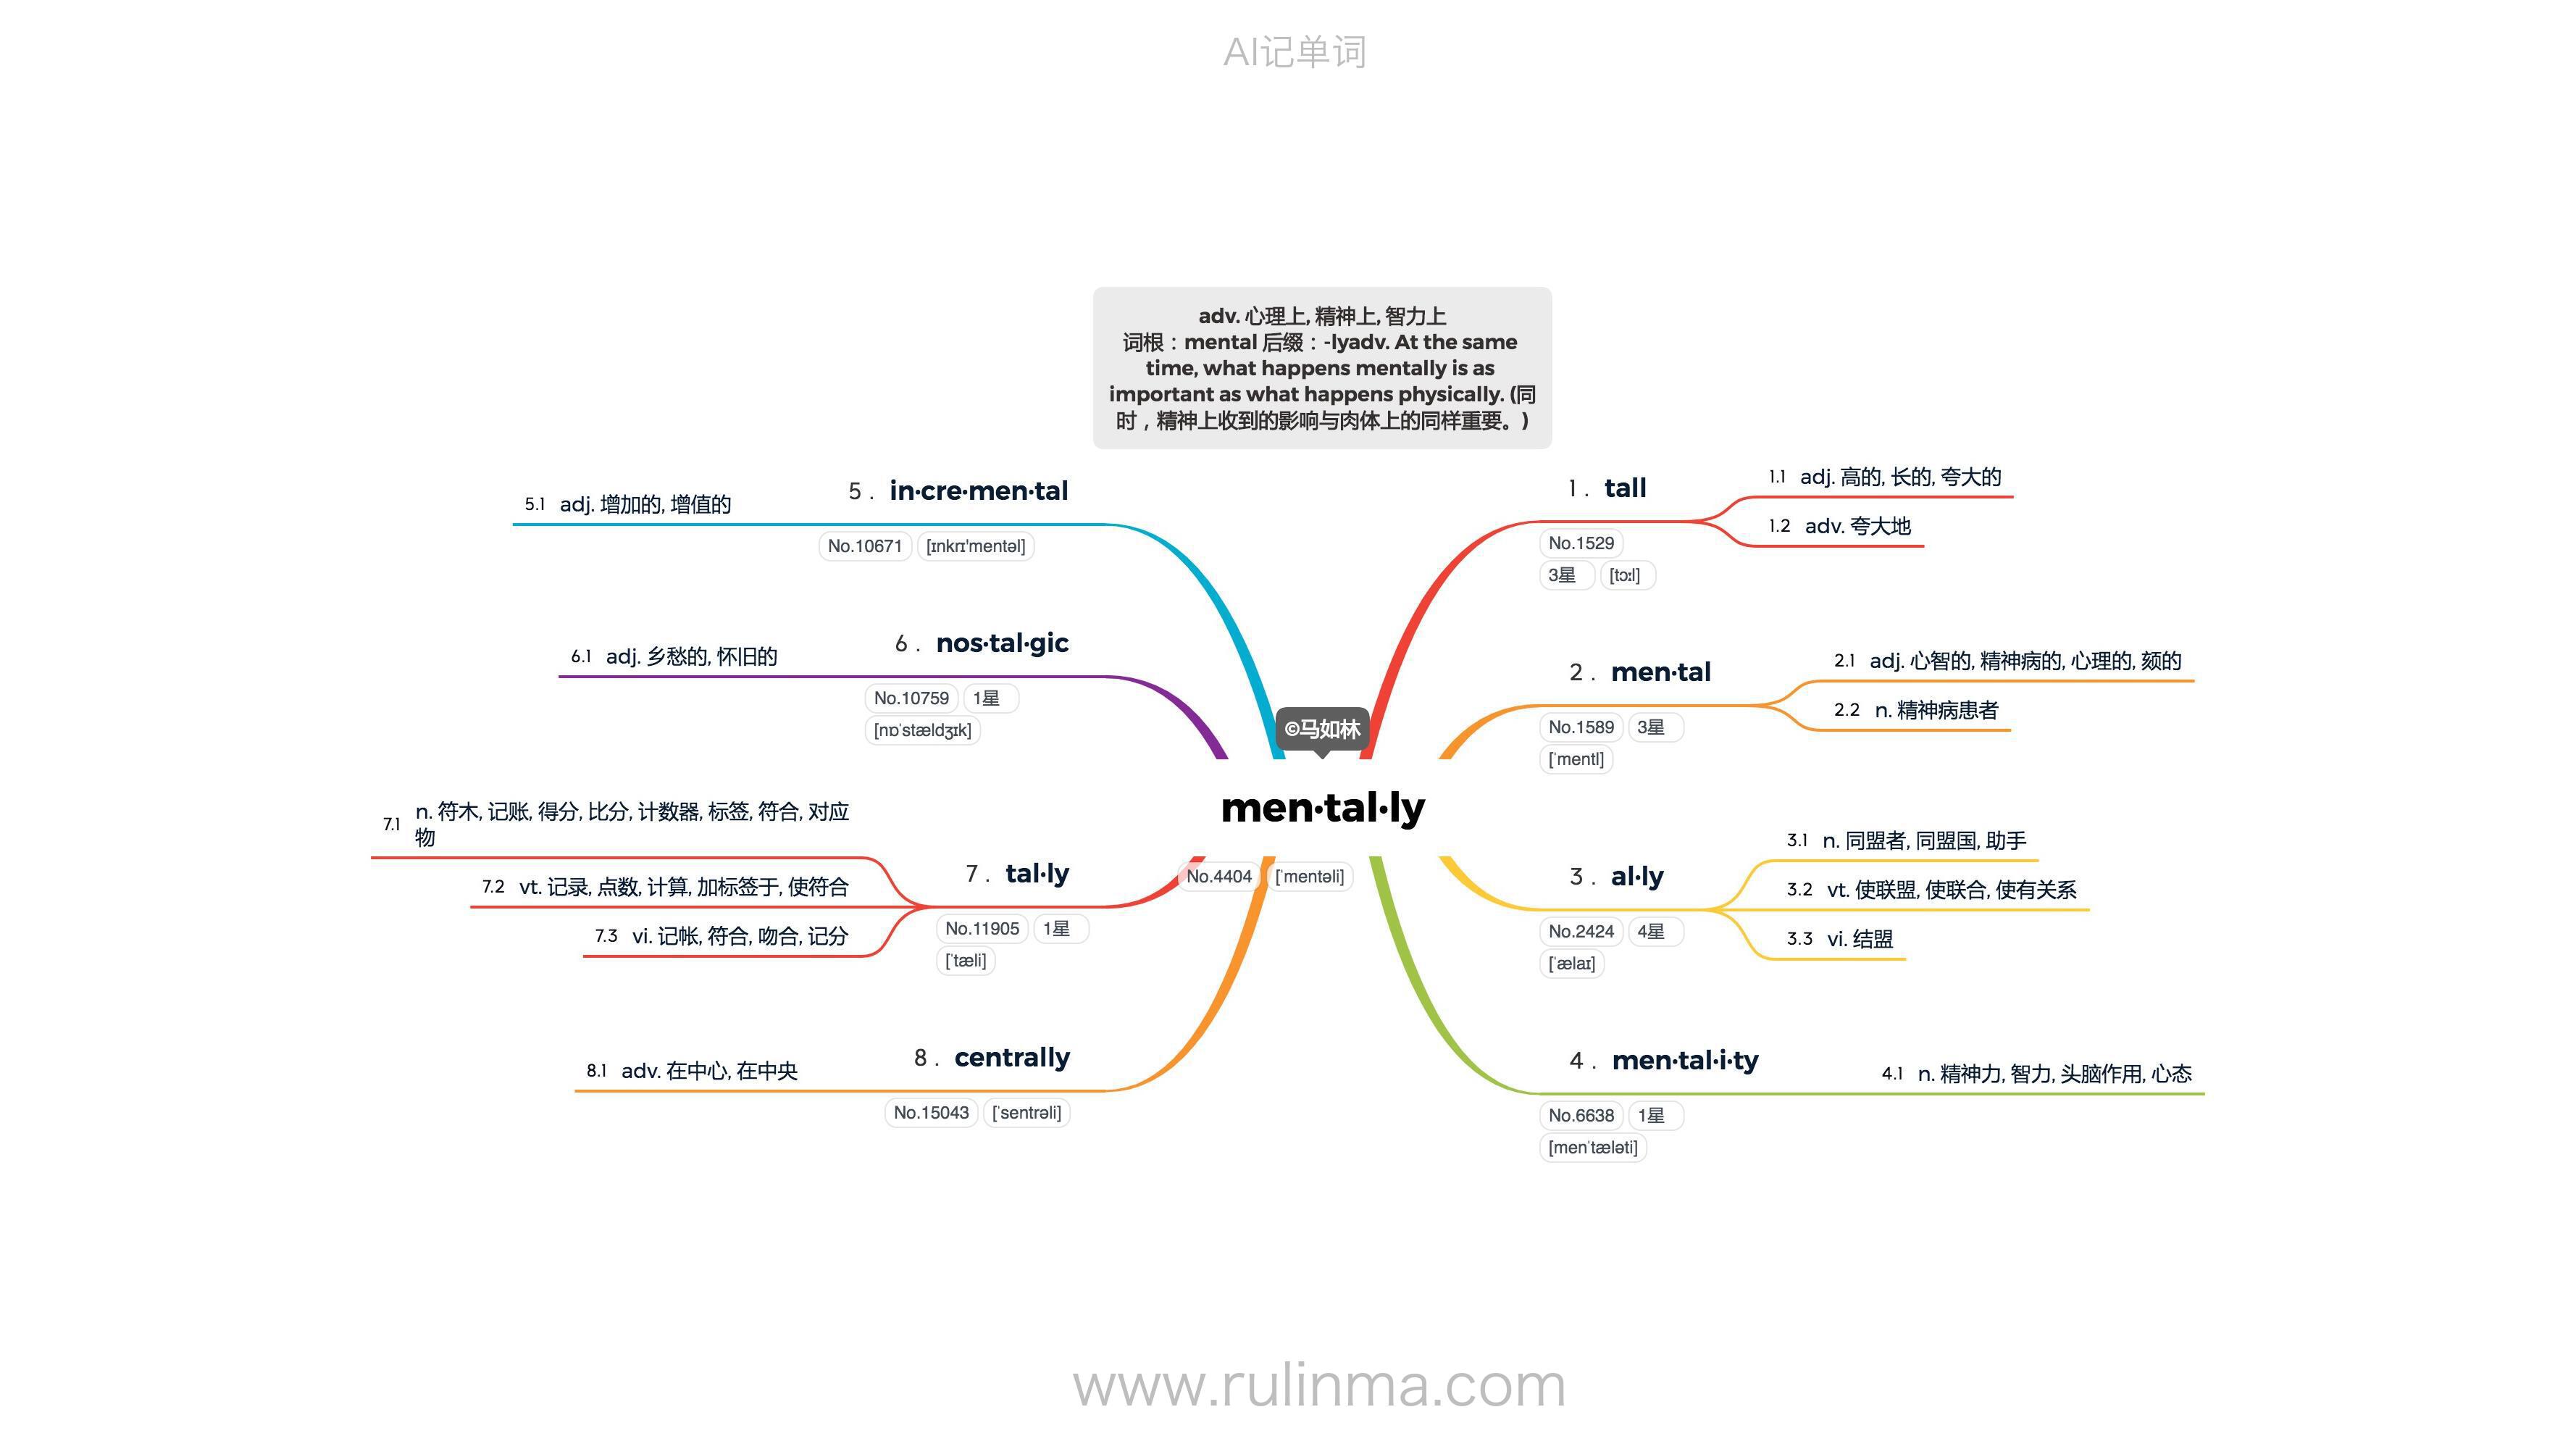 AI记单词
adv. 心理上, 精神上, 智力上
词根：mental 后缀：-lyadv. At the same
time, what happens mentally is as
important as what happens physically. (同
时，精神上收到的影响与肉体上的同样重要。)
©马如林
men·tal·ly
No.4404 [ˈmentəli]
1 . tall
No.1529
3星 [tɔːl]
1.1 adj. 高的, 长的, 夸大的
1.2 adv. 夸大地
2 . men·tal
No.1589 3星
[ˈmentl]
2.1 adj. 心智的, 精神病的, 心理的, 颏的
2.2 n. 精神病患者
3 . al·ly
No.2424 4星
[ˈælaɪ]
3.1 n. 同盟者, 同盟国, 助手
3.2 vt. 使联盟, 使联合, 使有关系
3.3 vi. 结盟
4 . men·tal·i·ty
No.6638 1星
[menˈtæləti]
4.1 n. 精神力, 智力, 头脑作用, 心态
5 . in·cre·men·tal
No.10671 [ɪnkrɪ'mentəl]
5.1 adj. 增加的, 增值的
6 . nos·tal·gic
No.10759 1星
[nɒˈstældʒɪk]
6.1 adj. 乡愁的, 怀旧的
7 . tal·ly
No.11905 1星
[ˈtæli]
7.1 n. 符木, 记账, 得分, 比分, 计数器, 标签, 符合, 对应
物
7.2 vt. 记录, 点数, 计算, 加标签于, 使符合
7.3 vi. 记帐, 符合, 吻合, 记分
8 . centrally
No.15043 [ˈsentrəli]
8.1 adv. 在中心, 在中央
www.rulinma.com